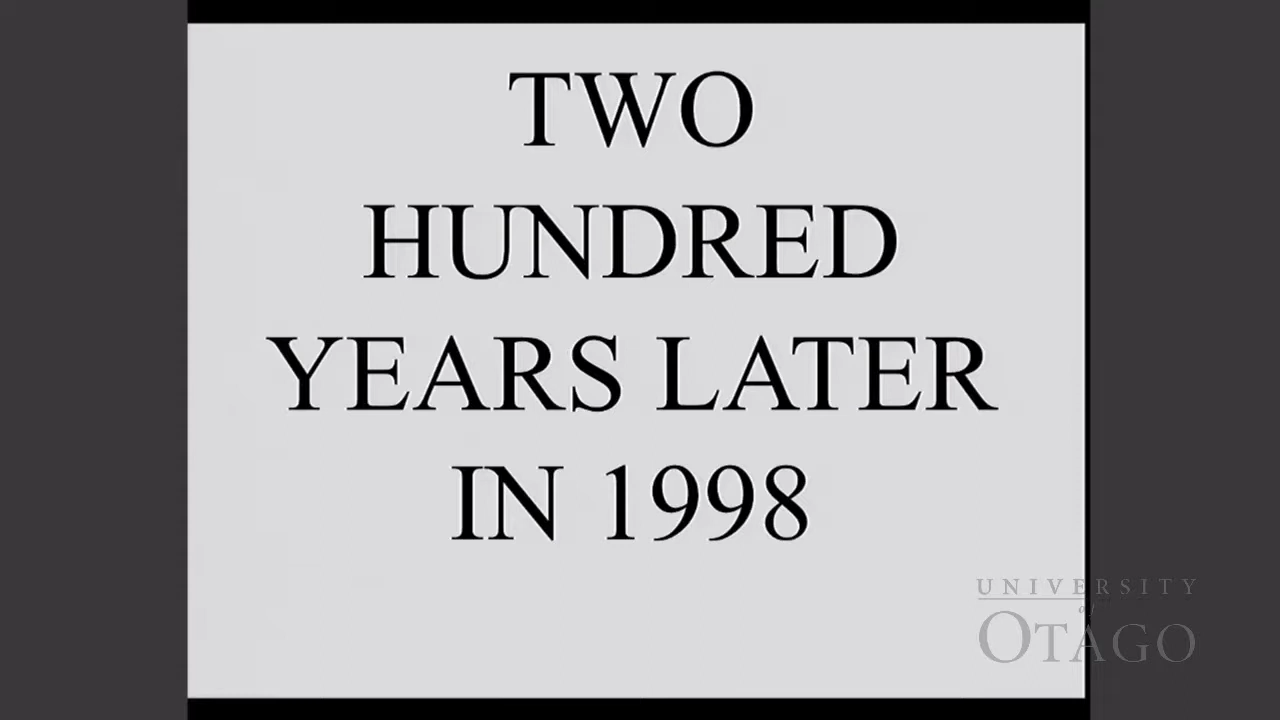 TWO
HUNDRED
YEARS LATER
IN 1998
UNIVERSITY
of
OTAGO